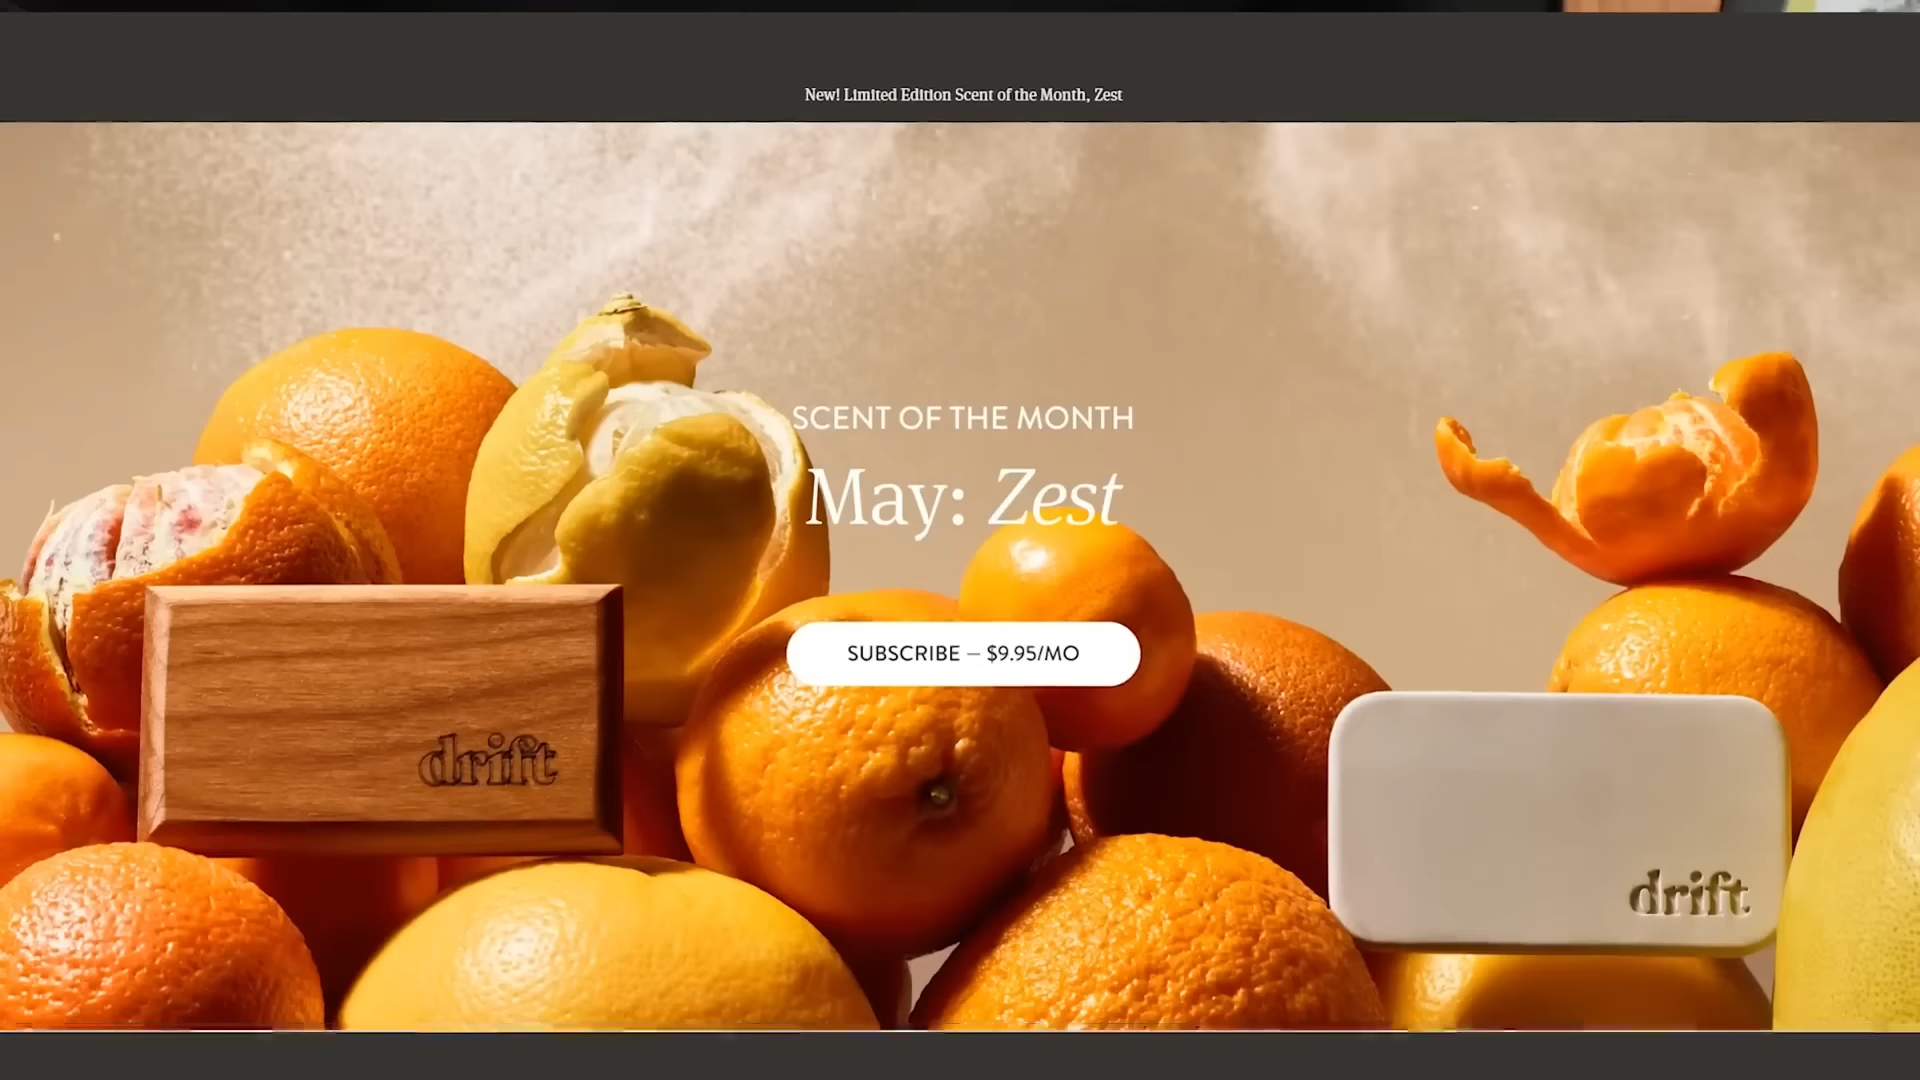 New! Limited Edition Scent of the Month, Zest
SCENT OF THE MONTH
May: Zest
SUBSCRIBE – $9.95/MO
drift
drift